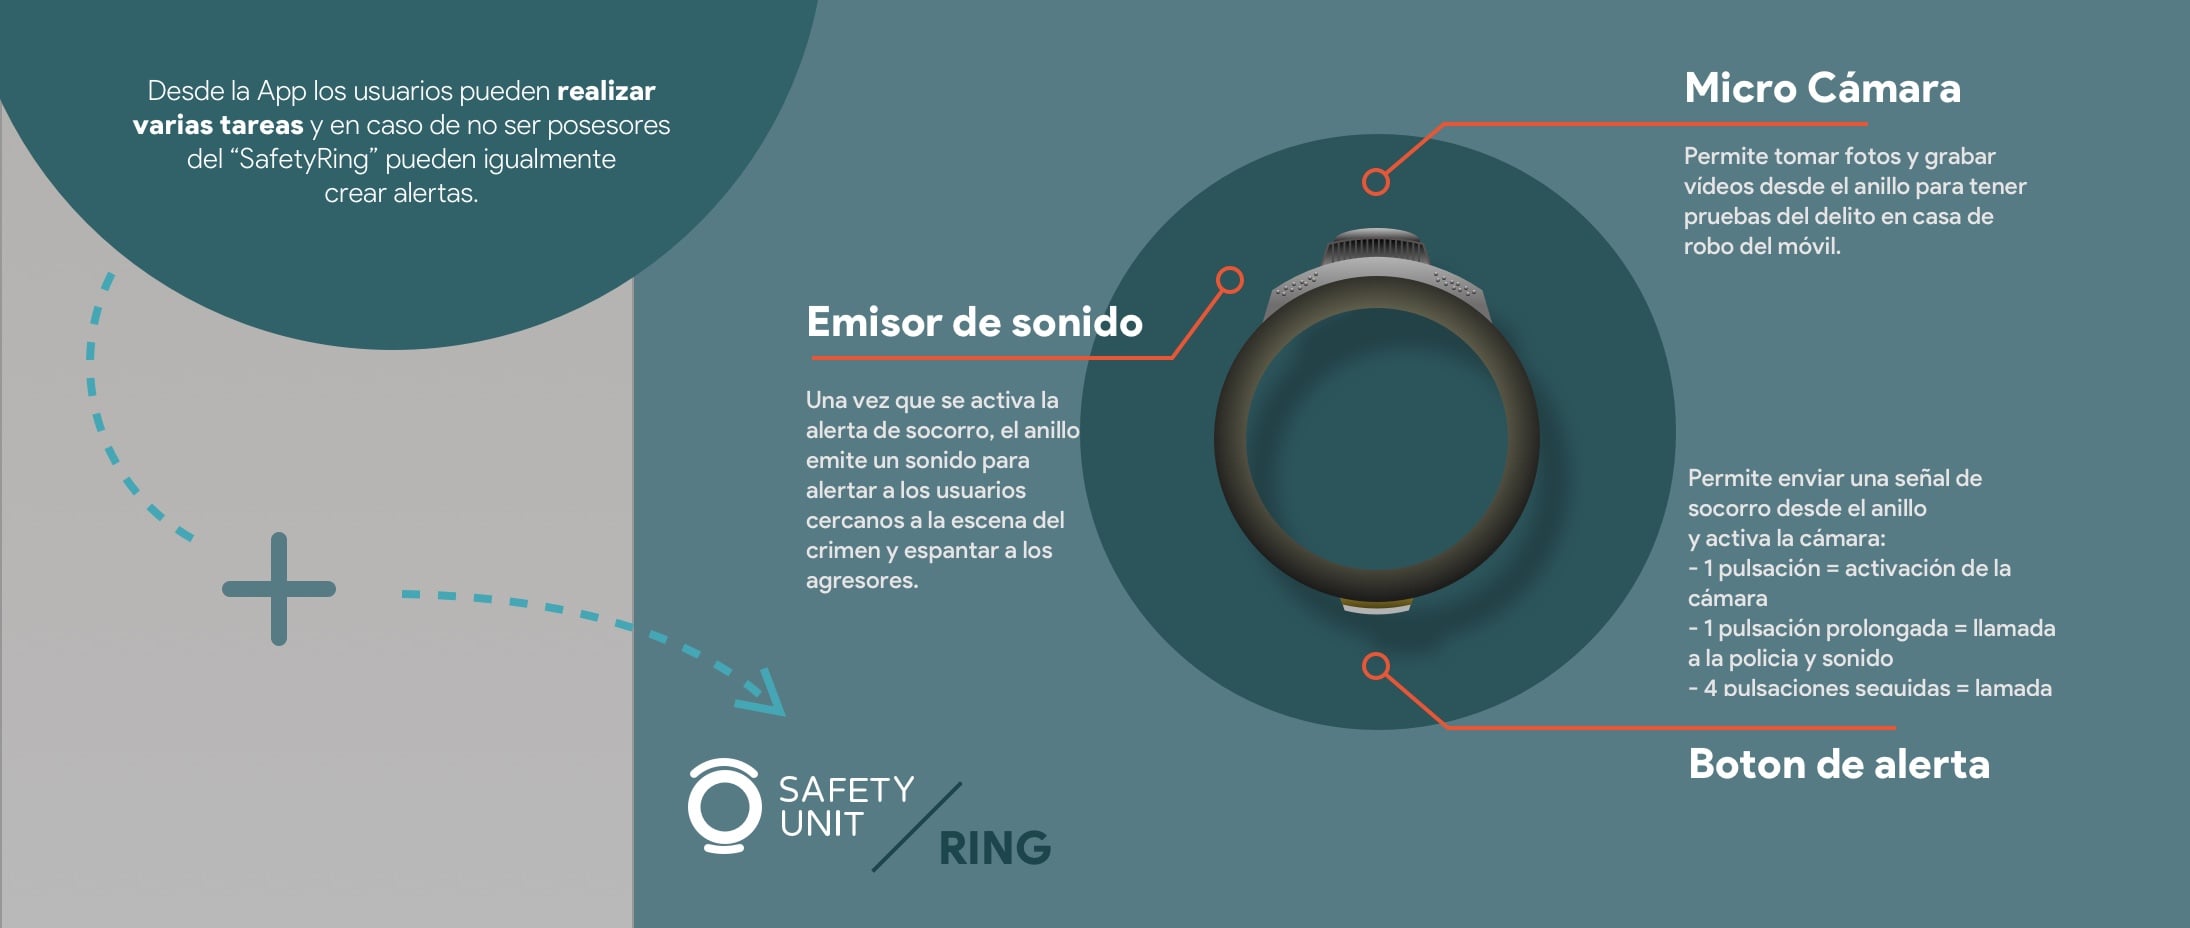 Desde la App los usuarios pueden realizar
varias tareas y en caso de no ser posesores
del “SafetyRing” pueden igualmente
crear alertas.
Micro Cámara
Permite tomar fotos y grabar
vídeos desde el anillo para tener
pruebas del delito en casa de
robo del móvil.
Emisor de sonido
Una vez que se activa la
alerta de socorro, el anillo
emite un sonido para
alertar a los usuarios
cercanos a la escena del
crimen y espantar a los
agresores.
Permite enviar una señal de
socorro desde el anillo
y activa la cámara:
- 1 pulsación = activación de la
cámara
- 1 pulsación prolongada = llamada
a la policia y sonido
- 4 pulsaciones seguidas = lamada
Boton de alerta
SAFETY
UNIT
RING